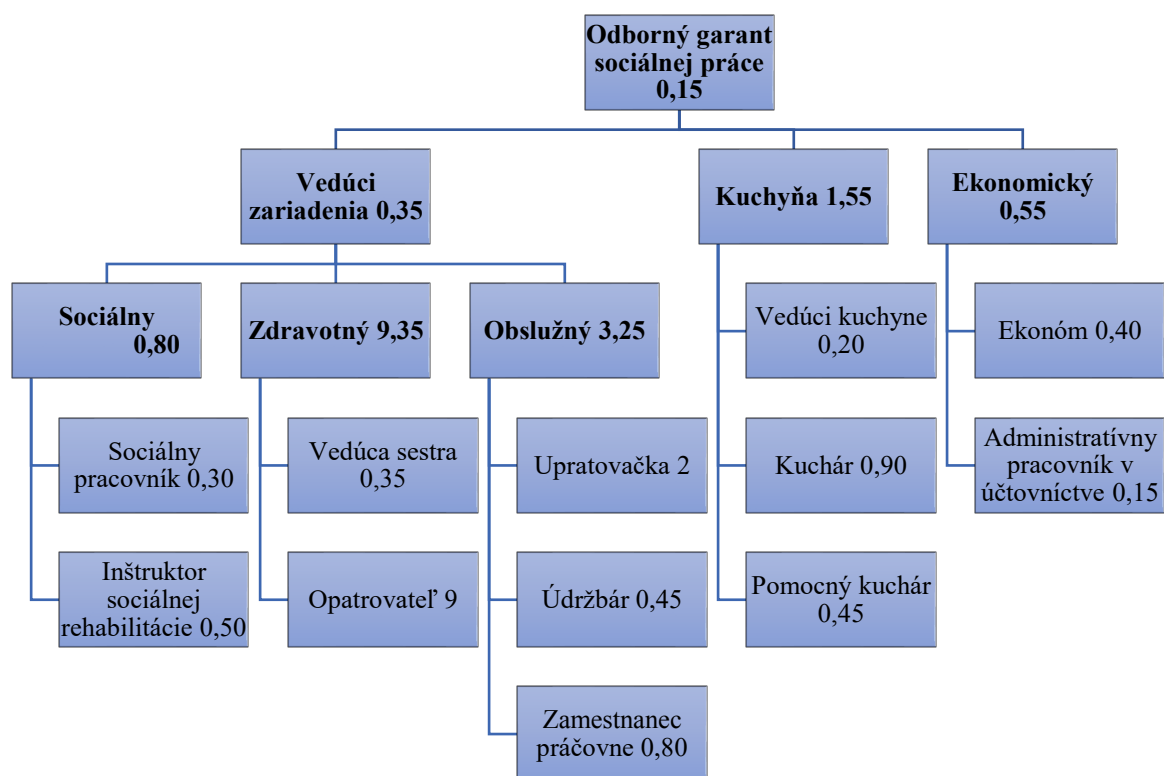 Odborný garant
sociálnej práce
0,15
Vedúci
zariadenia 0,35
Kuchyňa 1,55
Ekonomický
0,55
Sociálny
0,80
Zdravotný 9,35
Obslužný 3,25
Vedúci kuchyne
0,20
Ekonóm 0,40
Sociálny
pracovník 0,30
Vedúca sestra
0,35
Upratovačka 2
Kuchár 0,90
Administratívny
pracovník v
účtovníctve 0,15
Inštruktor
sociálnej
rehabilitácie 0,50
Opatrovateľ 9
Údržbár 0,45
Pomocný kuchár
0,45
Zamestnanec
práčovne 0,80